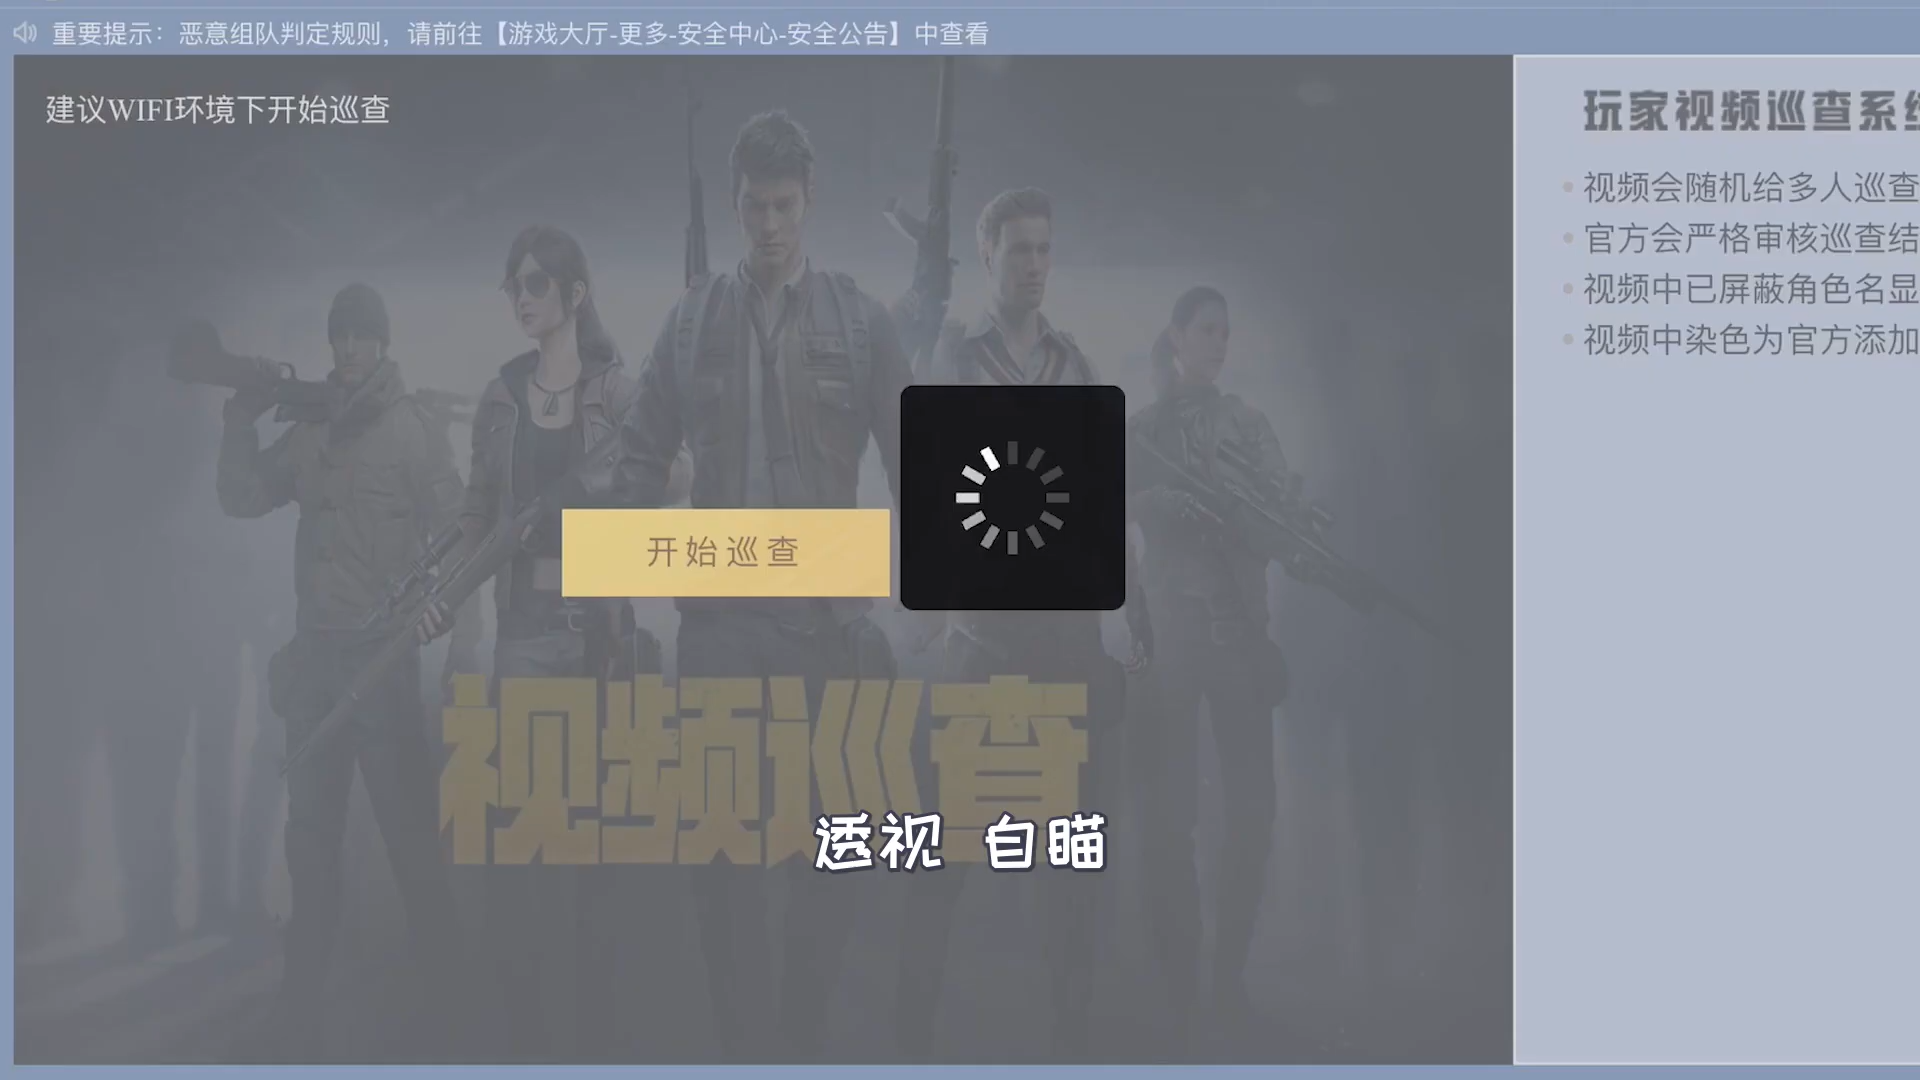 重要提示：恶意组队判定规则，请前往【游戏大厅-更多-安全中心-安全公告】中查看
建议WIFI环境下开始巡查
玩家视频巡查系统
视频会随机给多人巡查
官方会严格审核巡查结
视频中已屏蔽角色名显
视频中染色为官方添加
开始巡查
视频巡查
透视 自瞄